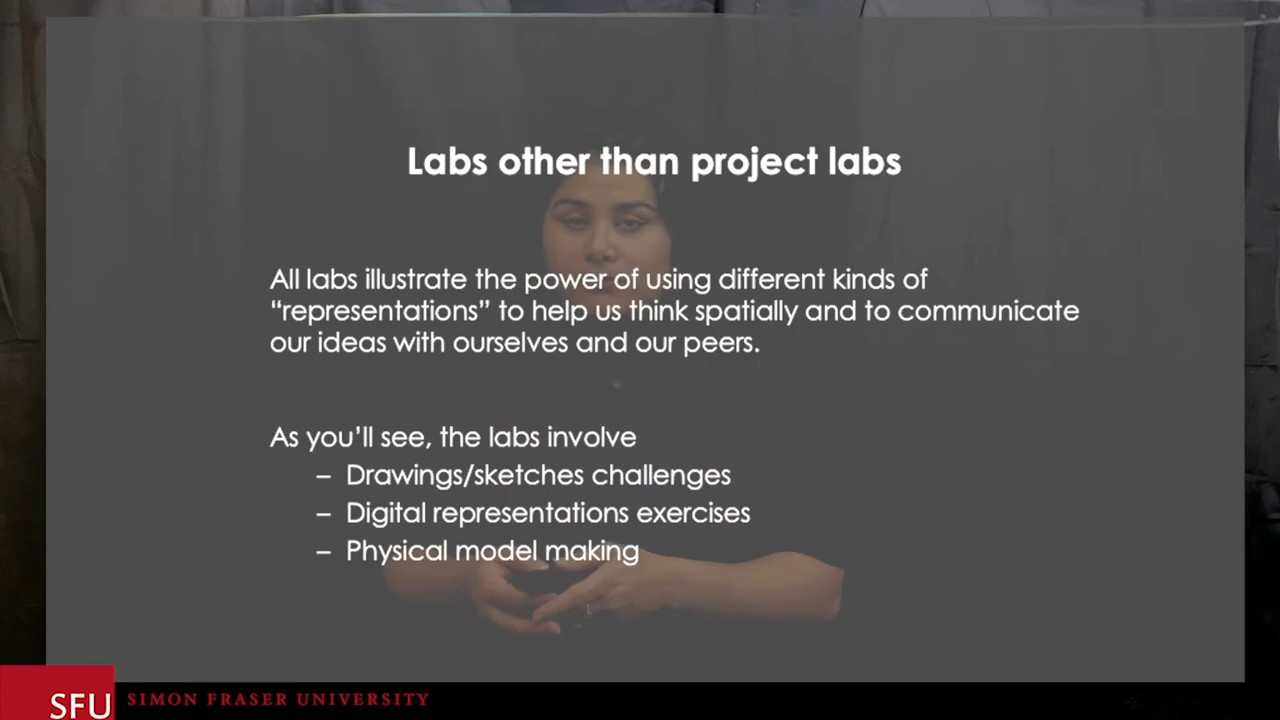 Labs other than project labs
All labs illustrate the power of using different kinds of
“representations” to help us think spatially and to communicate
our ideas with ourselves and our peers.
As you’ll see, the labs involve
– Drawings/sketches challenges
– Digital representations exercises
– Physical model making
SFU SIMON FRASER UNIVERSITY